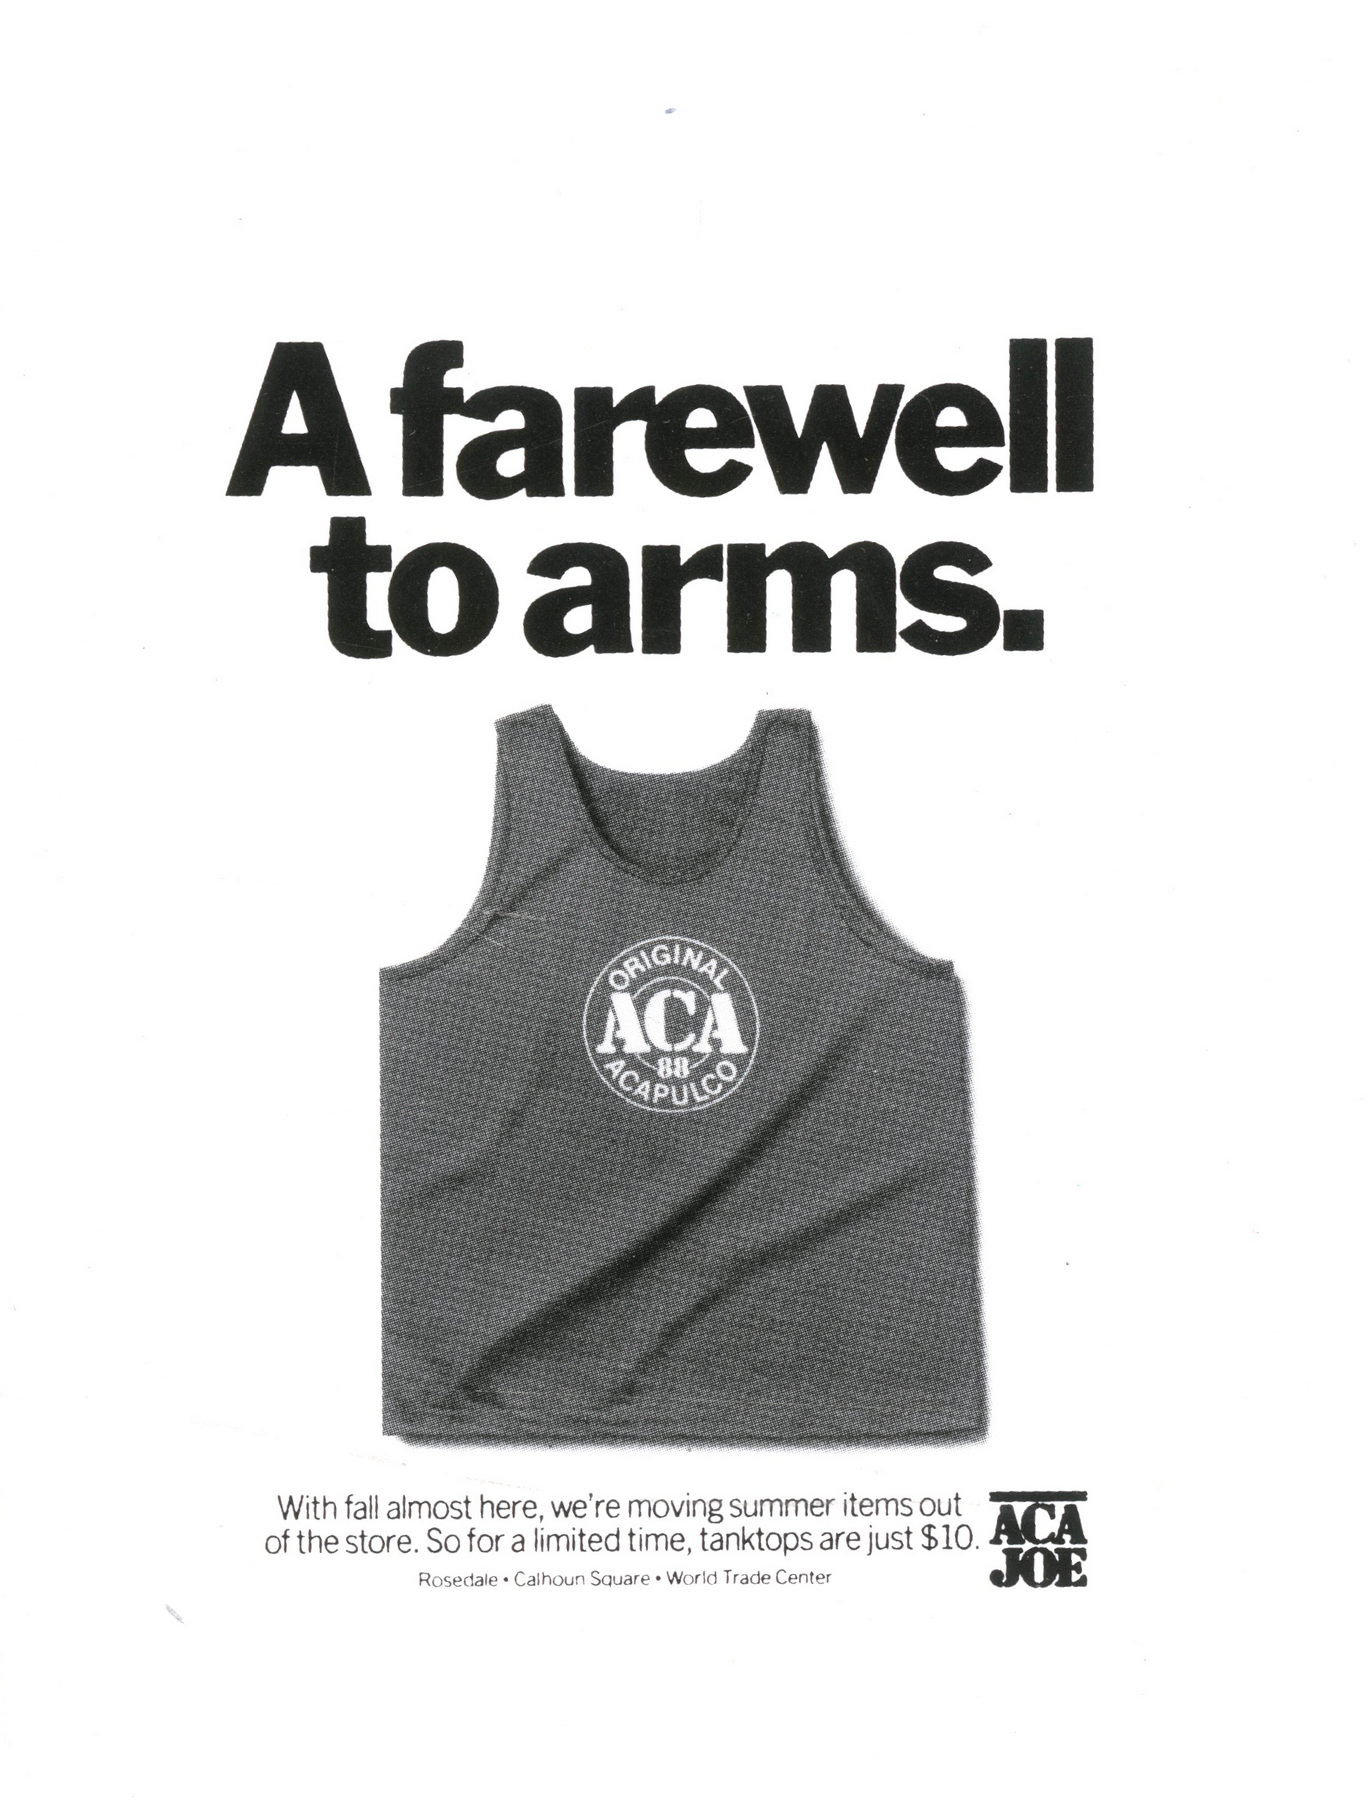 A farewell
to arms.
ORIGINAL
ACA
88
ACAPULCO
With fall almost here, we're moving summer items out
of the store. So for a limited time, tanktops are just $10.
Rosedale • Calhoun Square • World Trade Center
ACA
JOE